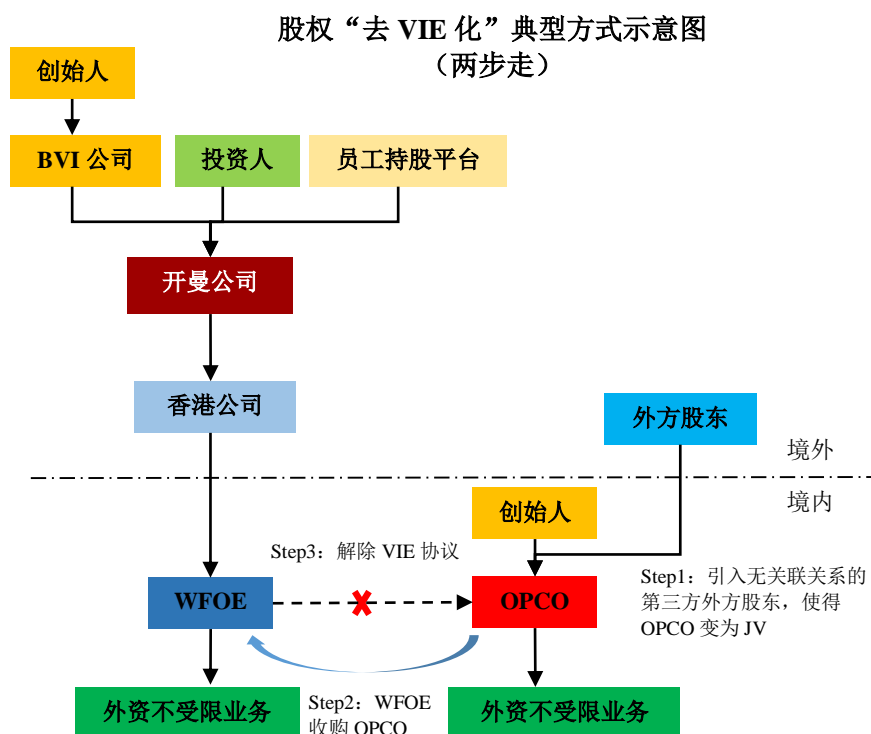 股权“去 VIE 化”典型方式示意图
（两步走）
创始人
BVI 公司
投资人
员工持股平台
开曼公司
香港公司
外方股东
境外
境内
创始人
Step3：解除 VIE 协议
WFOE
OPCO
Step1：引入无关联关系的
第三方外方股东，使得
OPCO 变为 JV
外资不受限业务
Step2：WFOE
收购 OPCO
外资不受限业务